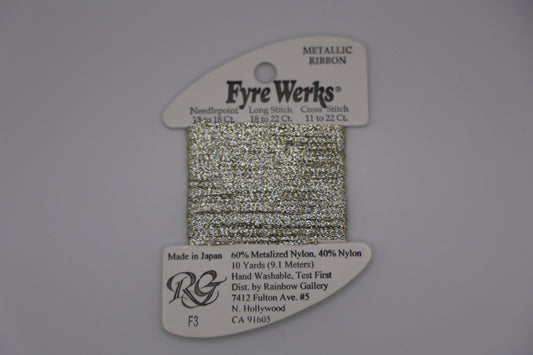 METALLIC
RIBBON
Fyre Werks®
Needlepoint Long Stitch Cross Stitch
to 18 Ct. 18 to 22 Ct. 11 to 22 Ct.
Made in Japan
60% Metalized Nylon, 40% Nylon
10 Yards (9.1 Meters)
Hand Washable, Test First
RG
Dist. by Rainbow Gallery
7412 Fulton Ave. #5
F3
N. Hollywood
CA 91605